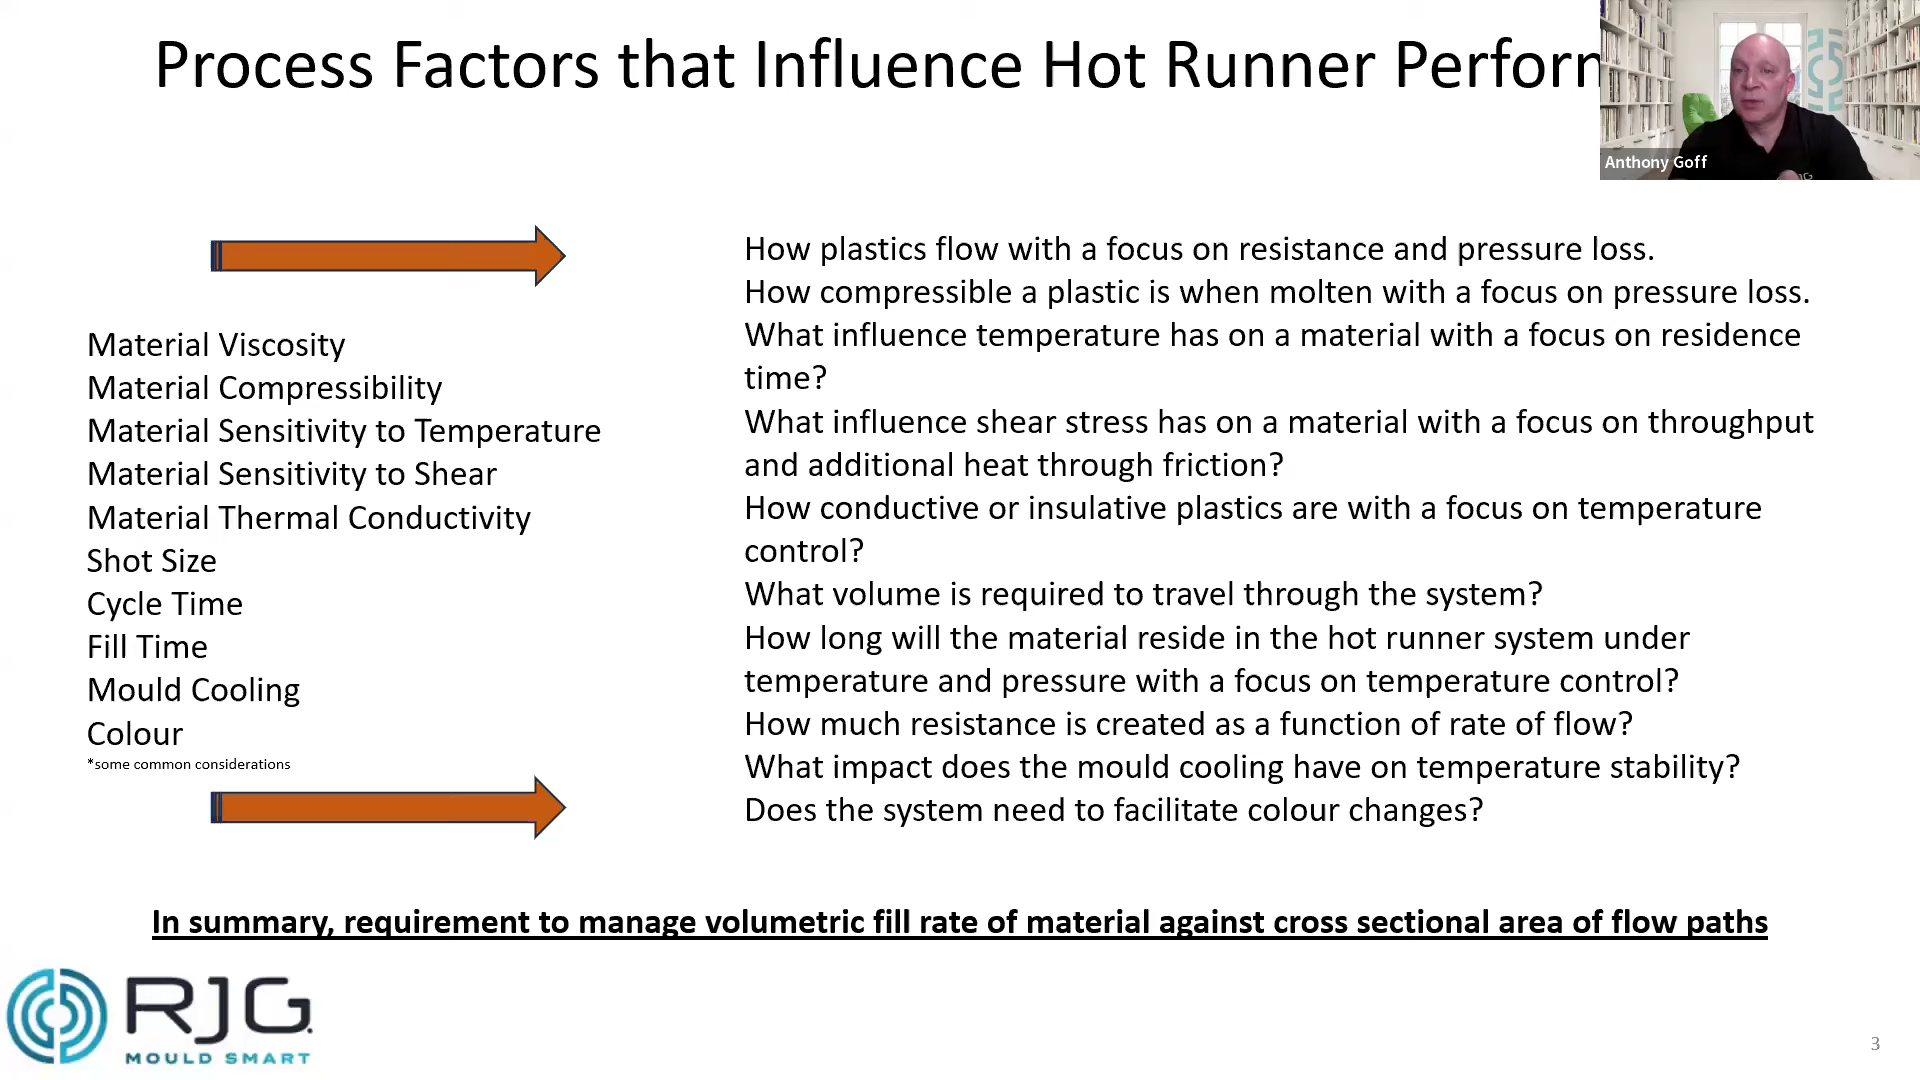 Process Factors that Influence Hot Runner Perform
Anthony Goff
Material Viscosity
Material Compressibility
Material Sensitivity to Temperature
Material Sensitivity to Shear
Material Thermal Conductivity
Shot Size
Cycle Time
Fill Time
Mould Cooling
Colour
*some common considerations
How plastics flow with a focus on resistance and pressure loss.
How compressible a plastic is when molten with a focus on pressure loss.
What influence temperature has on a material with a focus on residence
time?
What influence shear stress has on a material with a focus on throughput
and additional heat through friction?
How conductive or insulative plastics are with a focus on temperature
control?
What volume is required to travel through the system?
How long will the material reside in the hot runner system under
temperature and pressure with a focus on temperature control?
How much resistance is created as a function of rate of flow?
What impact does the mould cooling have on temperature stability?
Does the system need to facilitate colour changes?
In summary, requirement to manage volumetric fill rate of material against cross sectional area of flow paths
RJG.
MOULD SMART
3